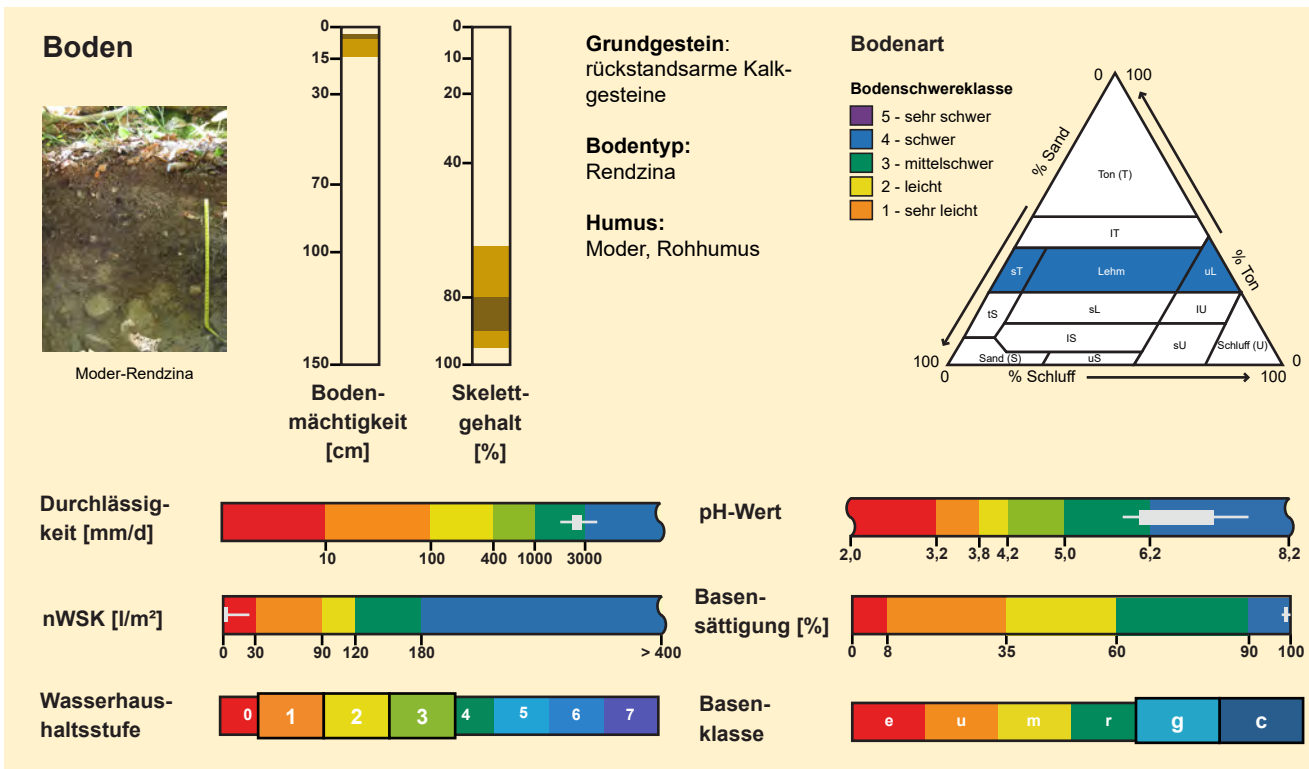 Boden
Moder-Rendzina
0
15
30
70
100
150
Boden-
mächtigkeit
[cm]
0
10
20
40
80
100
Skelett-
gehalt
[%]
Grundgestein:
rückstandsarme Kalk-
gesteine
Bodentyp:
Rendzina
Humus:
Moder, Rohhumus
Bodenart
Bodenschwereklasse
5 - sehr schwer
4 - schwer
3 - mittelschwer
2 - leicht
1 - sehr leicht
0 100
% Sand
% Ton
Ton (T)
lT
sT Lehm uL
tS sL lU
lS
Sand (S) uS sU Schluff (U)
100 0
0 % Schluff 100
Durchlässig-
keit [mm/d]
10 100 400 1000 3000
pH-Wert
2,0 3,2 3,8 4,2 5,0 6,2 8,2
nWSK [l/m²]
0 30 90 120 180 > 400
Basen-
sättigung [%]
0 8 35 60 90 100
Wasserhaus-
haltsstufe
0 1 2 3 4 5 6 7
Basen-
klasse
e u m r g c